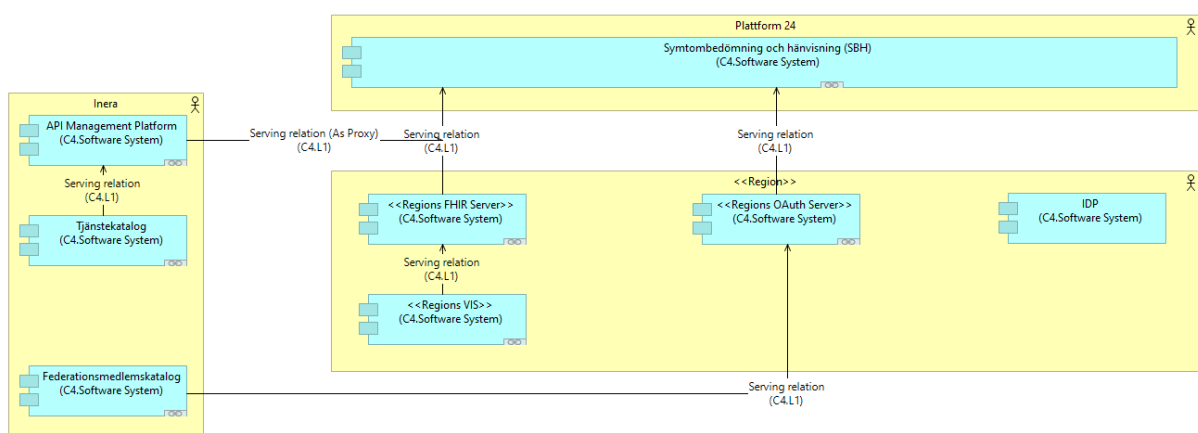 Plattform 24
Symtombedömning och hänvisning (SBH)
(C4.Software System)
Inera
API Management Platform
(C4.Software System)
Serving relation (As Proxy)
(C4.L1)
Serving relation
(C4.L1)
Serving relation
(C4.L1)
Serving relation
(C4.L1)
Tjänstekatalog
(C4.Software System)
<<Region>>
<<Regions FHIR Server>>
(C4.Software System)
<<Regions OAuth Server>>
(C4.Software System)
IDP
(C4.Software System)
Serving relation
(C4.L1)
<<Regions VIS>>
(C4.Software System)
Federationsmedlemskatalog
(C4.Software System)
Serving relation
(C4.L1)